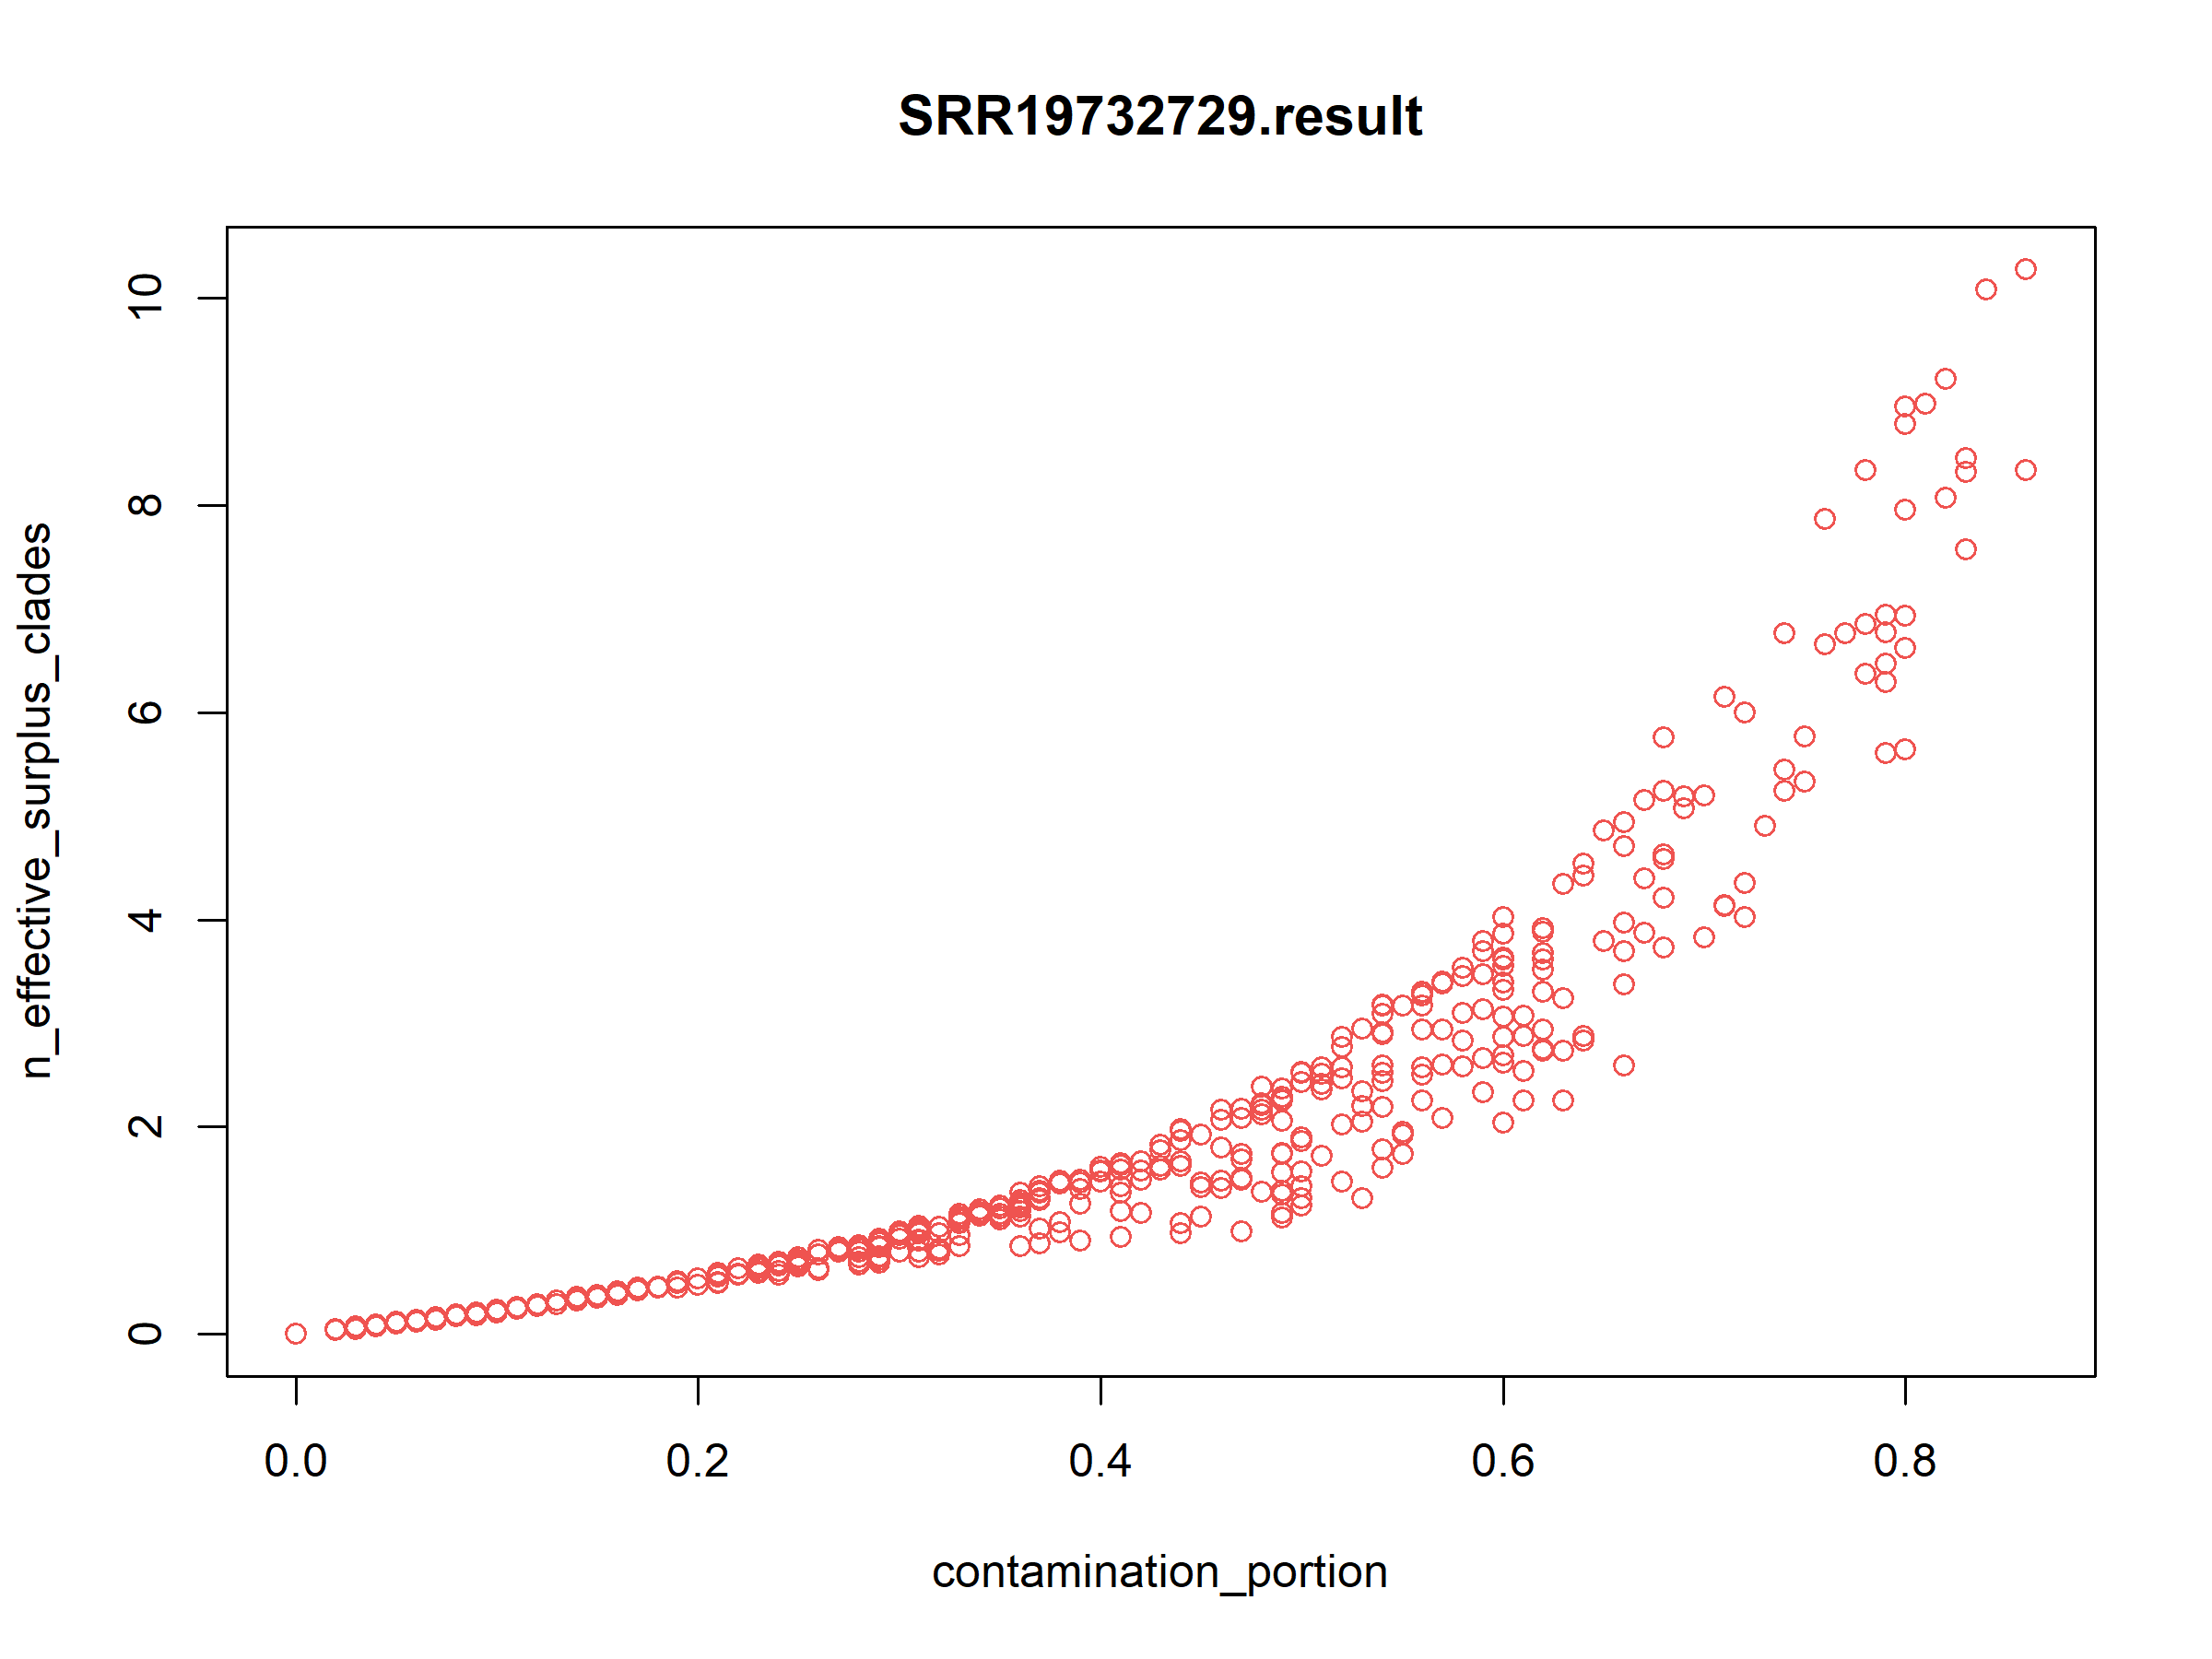 SRR19732729.result
n_effective_surplus_clades
10
8
6
4
2
0
0.0 0.2 0.4 0.6 0.8
contamination_portion